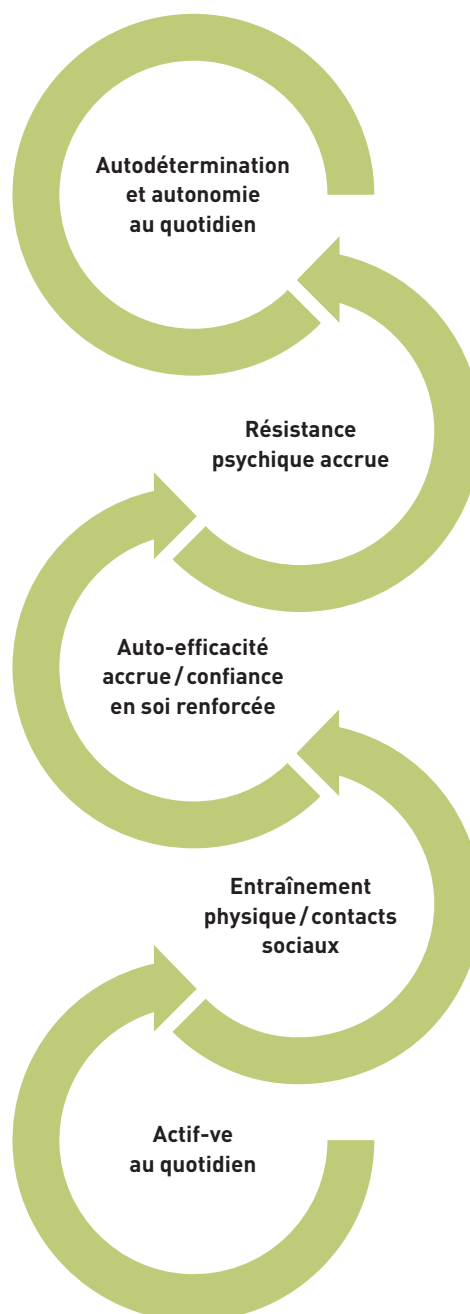 Autodétermination
et autonomie
au quotidien
Résistance
psychique accrue
Auto-efficacité
accrue / confiance
en soi renforcée
Entraînement
physique / contacts
sociaux
Actif-ve
au quotidien